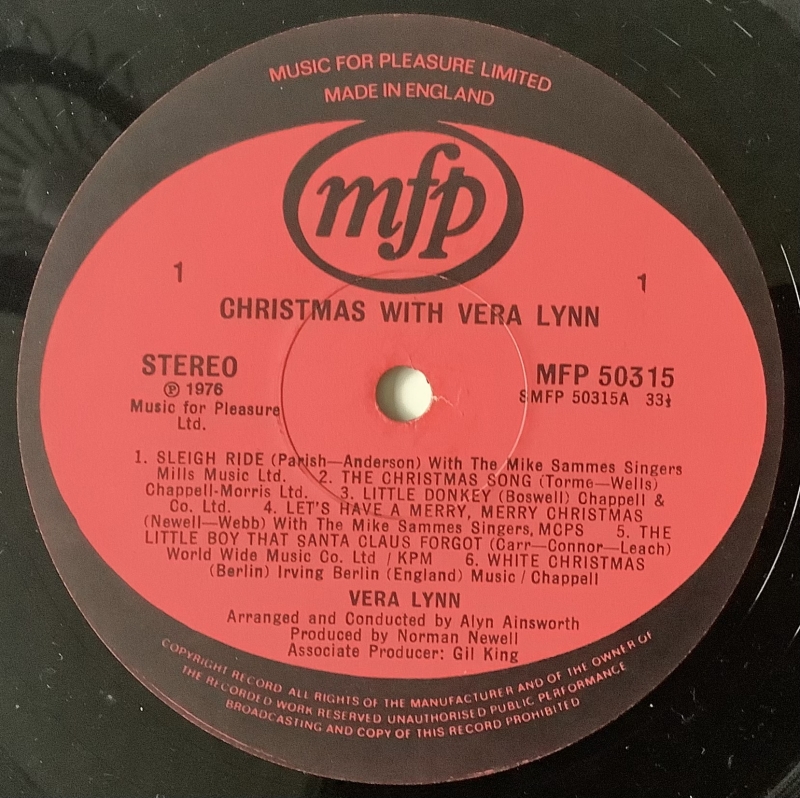 MUSIC FOR PLEASURE LIMITED
MADE IN ENGLAND
mfp
1 1
CHRISTMAS WITH VERA LYNN
STEREO MFP 50315
Ⓟ 1976 SMFP 50315A 33⅓
Music for Pleasure
Ltd.
1. SLEIGH RIDE (Parish—Anderson) With The Mike Sammes Singers
Mills Music Ltd. 2. THE CHRISTMAS SONG (Torme—Wells)
Chappell-Morris Ltd. 3. LITTLE DONKEY (Boswell) Chappell &
Co. Ltd. 4. LET'S HAVE A MERRY, MERRY CHRISTMAS
(Newell—Webb) With The Mike Sammes Singers, MCPS 5. THE
LITTLE BOY THAT SANTA CLAUS FORGOT (Carr—Connor—Leach)
World Wide Music Co. Ltd / KPM 6. WHITE CHRISTMAS
(Berlin) Irving Berlin (England) Music / Chappell
VERA LYNN
Arranged and Conducted by Alyn Ainsworth
Produced by Norman Newell
Associate Producer: Gil King
COPYRIGHT RECORD ALL RIGHTS OF THE MANUFACTURER AND OF THE OWNER OF
THE RECORDED WORK RESERVED UNAUTHORISED PUBLIC PERFORMANCE
BROADCASTING AND COPY OF THIS RECORD PROHIBITED